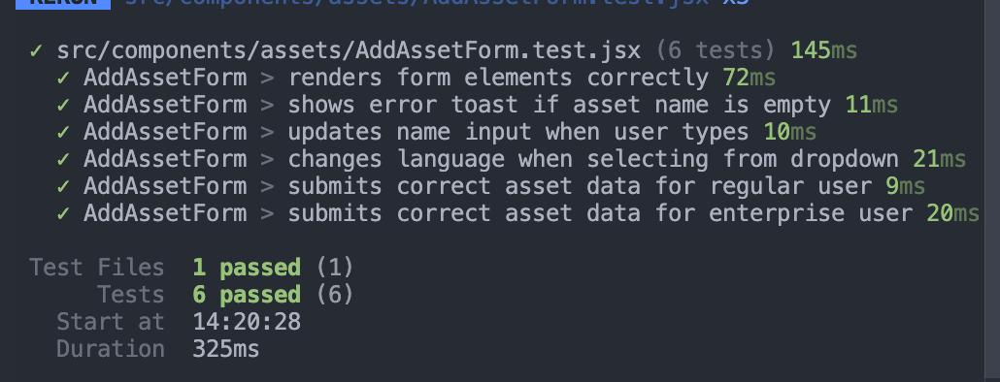 RERUN src/components/assets/AddAssetForm.test.jsx x3
✓ src/components/assets/AddAssetForm.test.jsx (6 tests) 145ms
✓ AddAssetForm > renders form elements correctly 72ms
✓ AddAssetForm > shows error toast if asset name is empty 11ms
✓ AddAssetForm > updates name input when user types 10ms
✓ AddAssetForm > changes language when selecting from dropdown 21ms
✓ AddAssetForm > submits correct asset data for regular user 9ms
✓ AddAssetForm > submits correct asset data for enterprise user 20ms
Test Files 1 passed (1)
Tests 6 passed (6)
Start at 14:20:28
Duration 325ms